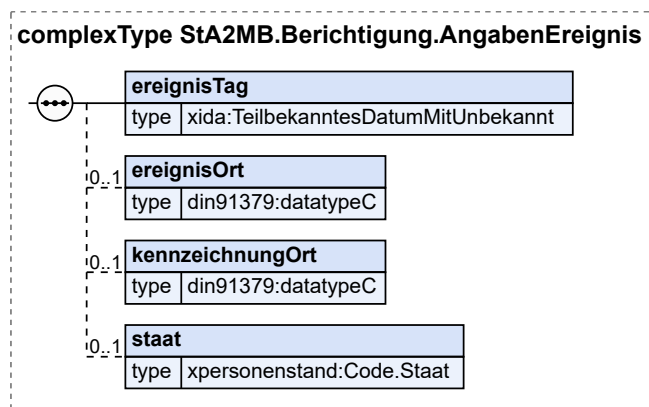 complexType StA2MB.Berichtigung.AngabenEreignis
ereignisTag
type xida:TeilbekanntesDatumMitUnbekannt
0..1 ereignisOrt
type din91379:datatypeC
0..1 kennzeichnungOrt
type din91379:datatypeC
0..1 staat
type xpersonenstand:Code.Staat